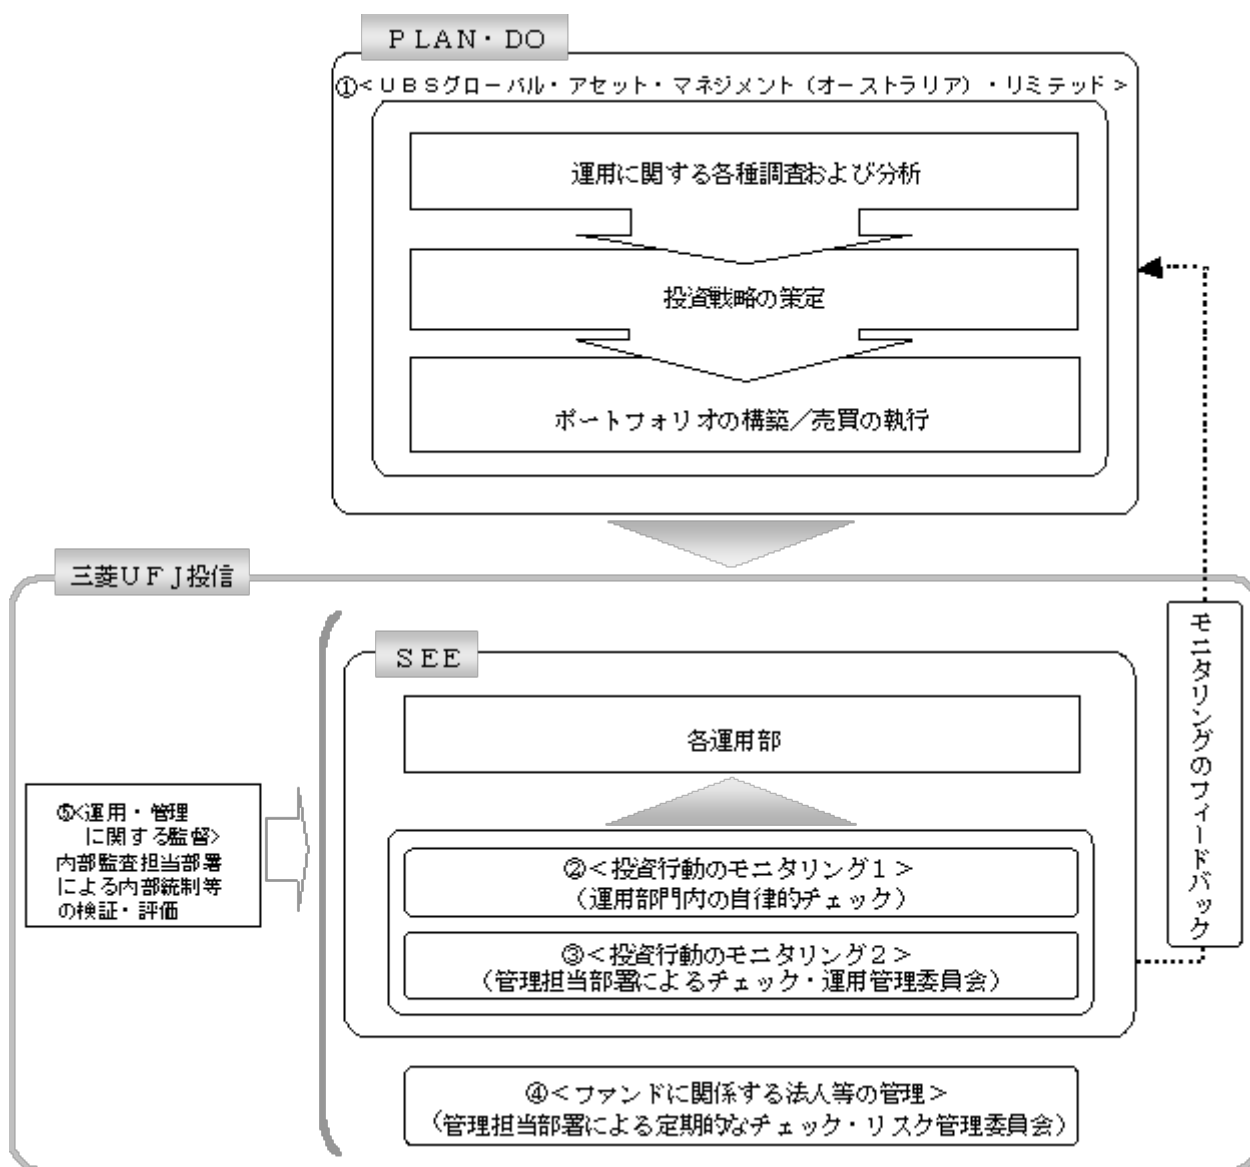 ＰＬＡＮ・ＤＯ
①＜ＵＢＳグローバル・アセット・マネジメント（オーストラリア）・リミテッド＞
運用に関する各種調査および分析
投資戦略の策定
ポートフォリオの構築／売買の執行
三菱ＵＦＪ投信
ＳＥＥ
各運用部
⑤<運用・管理
に関する監督>
内部監査担当部署
による内部統制等
の検証・評価
②＜投資行動のモニタリング１＞
（運用部門内の自律的チェック）
③＜投資行動のモニタリング２＞
（管理担当部署によるチェック・運用管理委員会）
④＜ファンドに関係する法人等の管理＞
（管理担当部署による定期的なチェック・リスク管理委員会）
モニタリングのフィードバック